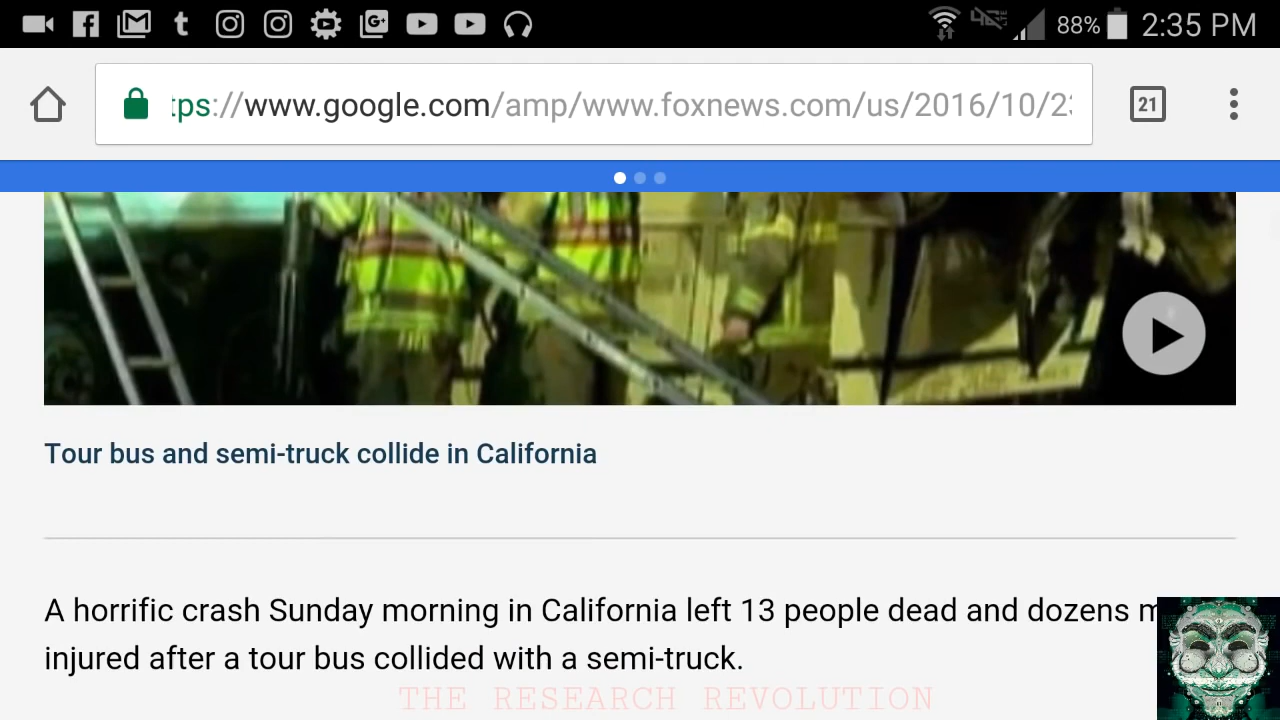 88% 2:35 PM
tps://www.google.com/amp/www.foxnews.com/us/2016/10/23
21
Tour bus and semi-truck collide in California
A horrific crash Sunday morning in California left 13 people dead and dozens m
injured after a tour bus collided with a semi-truck.
THE RESEARCH REVOLUTION